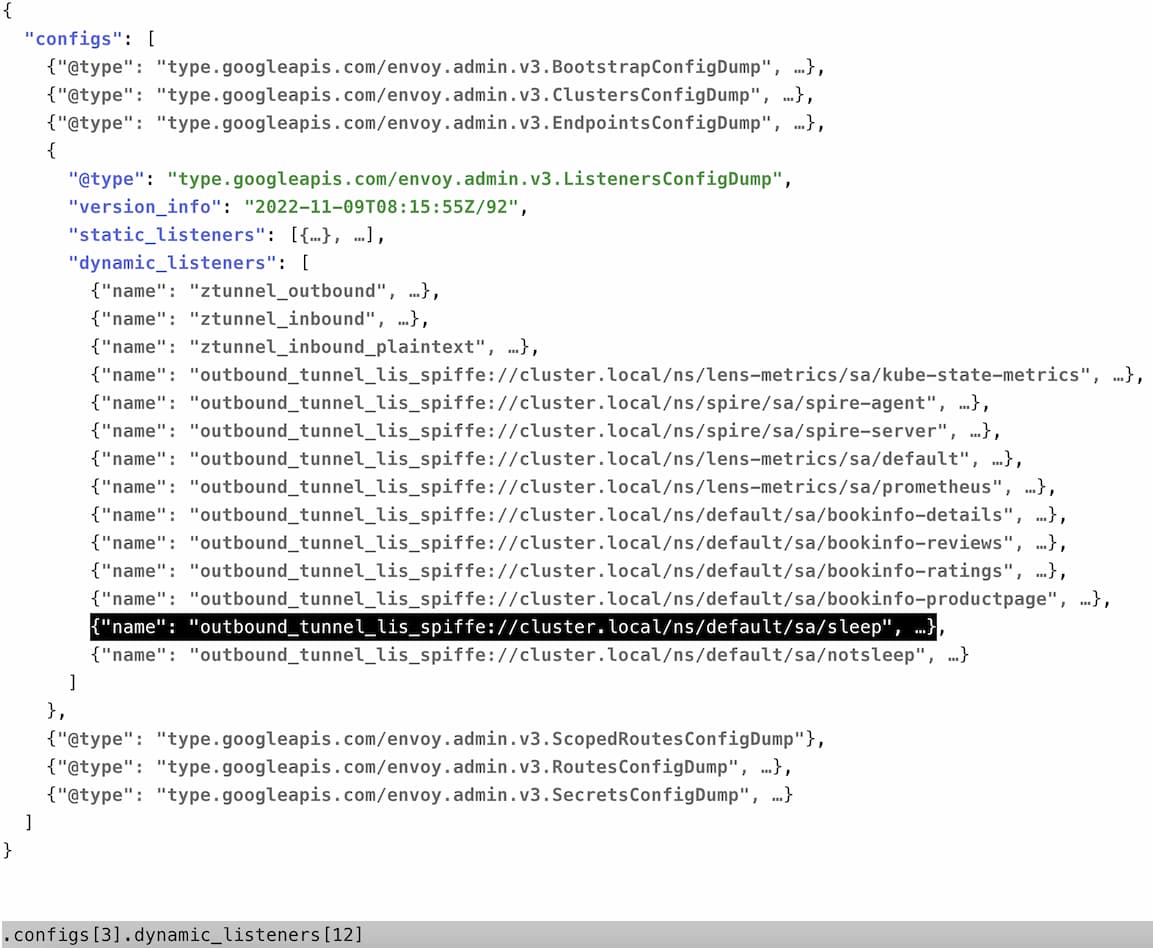 {
  "configs": [
    {"@type": "type.googleapis.com/envoy.admin.v3.BootstrapConfigDump", …},
    {"@type": "type.googleapis.com/envoy.admin.v3.ClustersConfigDump", …},
    {"@type": "type.googleapis.com/envoy.admin.v3.EndpointsConfigDump", …},
    {
      "@type": "type.googleapis.com/envoy.admin.v3.ListenersConfigDump",
      "version_info": "2022-11-09T08:15:55Z/92",
      "static_listeners": [{…}, …],
      "dynamic_listeners": [
        {"name": "ztunnel_outbound", …},
        {"name": "ztunnel_inbound", …},
        {"name": "ztunnel_inbound_plaintext", …},
        {"name": "outbound_tunnel_lis_spiffe://cluster.local/ns/lens-metrics/sa/kube-state-metrics", …},
        {"name": "outbound_tunnel_lis_spiffe://cluster.local/ns/spire/sa/spire-agent", …},
        {"name": "outbound_tunnel_lis_spiffe://cluster.local/ns/spire/sa/spire-server", …},
        {"name": "outbound_tunnel_lis_spiffe://cluster.local/ns/lens-metrics/sa/default", …},
        {"name": "outbound_tunnel_lis_spiffe://cluster.local/ns/lens-metrics/sa/prometheus", …},
        {"name": "outbound_tunnel_lis_spiffe://cluster.local/ns/default/sa/bookinfo-details", …},
        {"name": "outbound_tunnel_lis_spiffe://cluster.local/ns/default/sa/bookinfo-reviews", …},
        {"name": "outbound_tunnel_lis_spiffe://cluster.local/ns/default/sa/bookinfo-ratings", …},
        {"name": "outbound_tunnel_lis_spiffe://cluster.local/ns/default/sa/bookinfo-productpage", …},
        {"name": "outbound_tunnel_lis_spiffe://cluster.local/ns/default/sa/sleep", …},
        {"name": "outbound_tunnel_lis_spiffe://cluster.local/ns/default/sa/notsleep", …}
      ]
    },
    {"@type": "type.googleapis.com/envoy.admin.v3.ScopedRoutesConfigDump"},
    {"@type": "type.googleapis.com/envoy.admin.v3.RoutesConfigDump", …},
    {"@type": "type.googleapis.com/envoy.admin.v3.SecretsConfigDump", …}
  ]
}
.configs[3].dynamic_listeners[12]